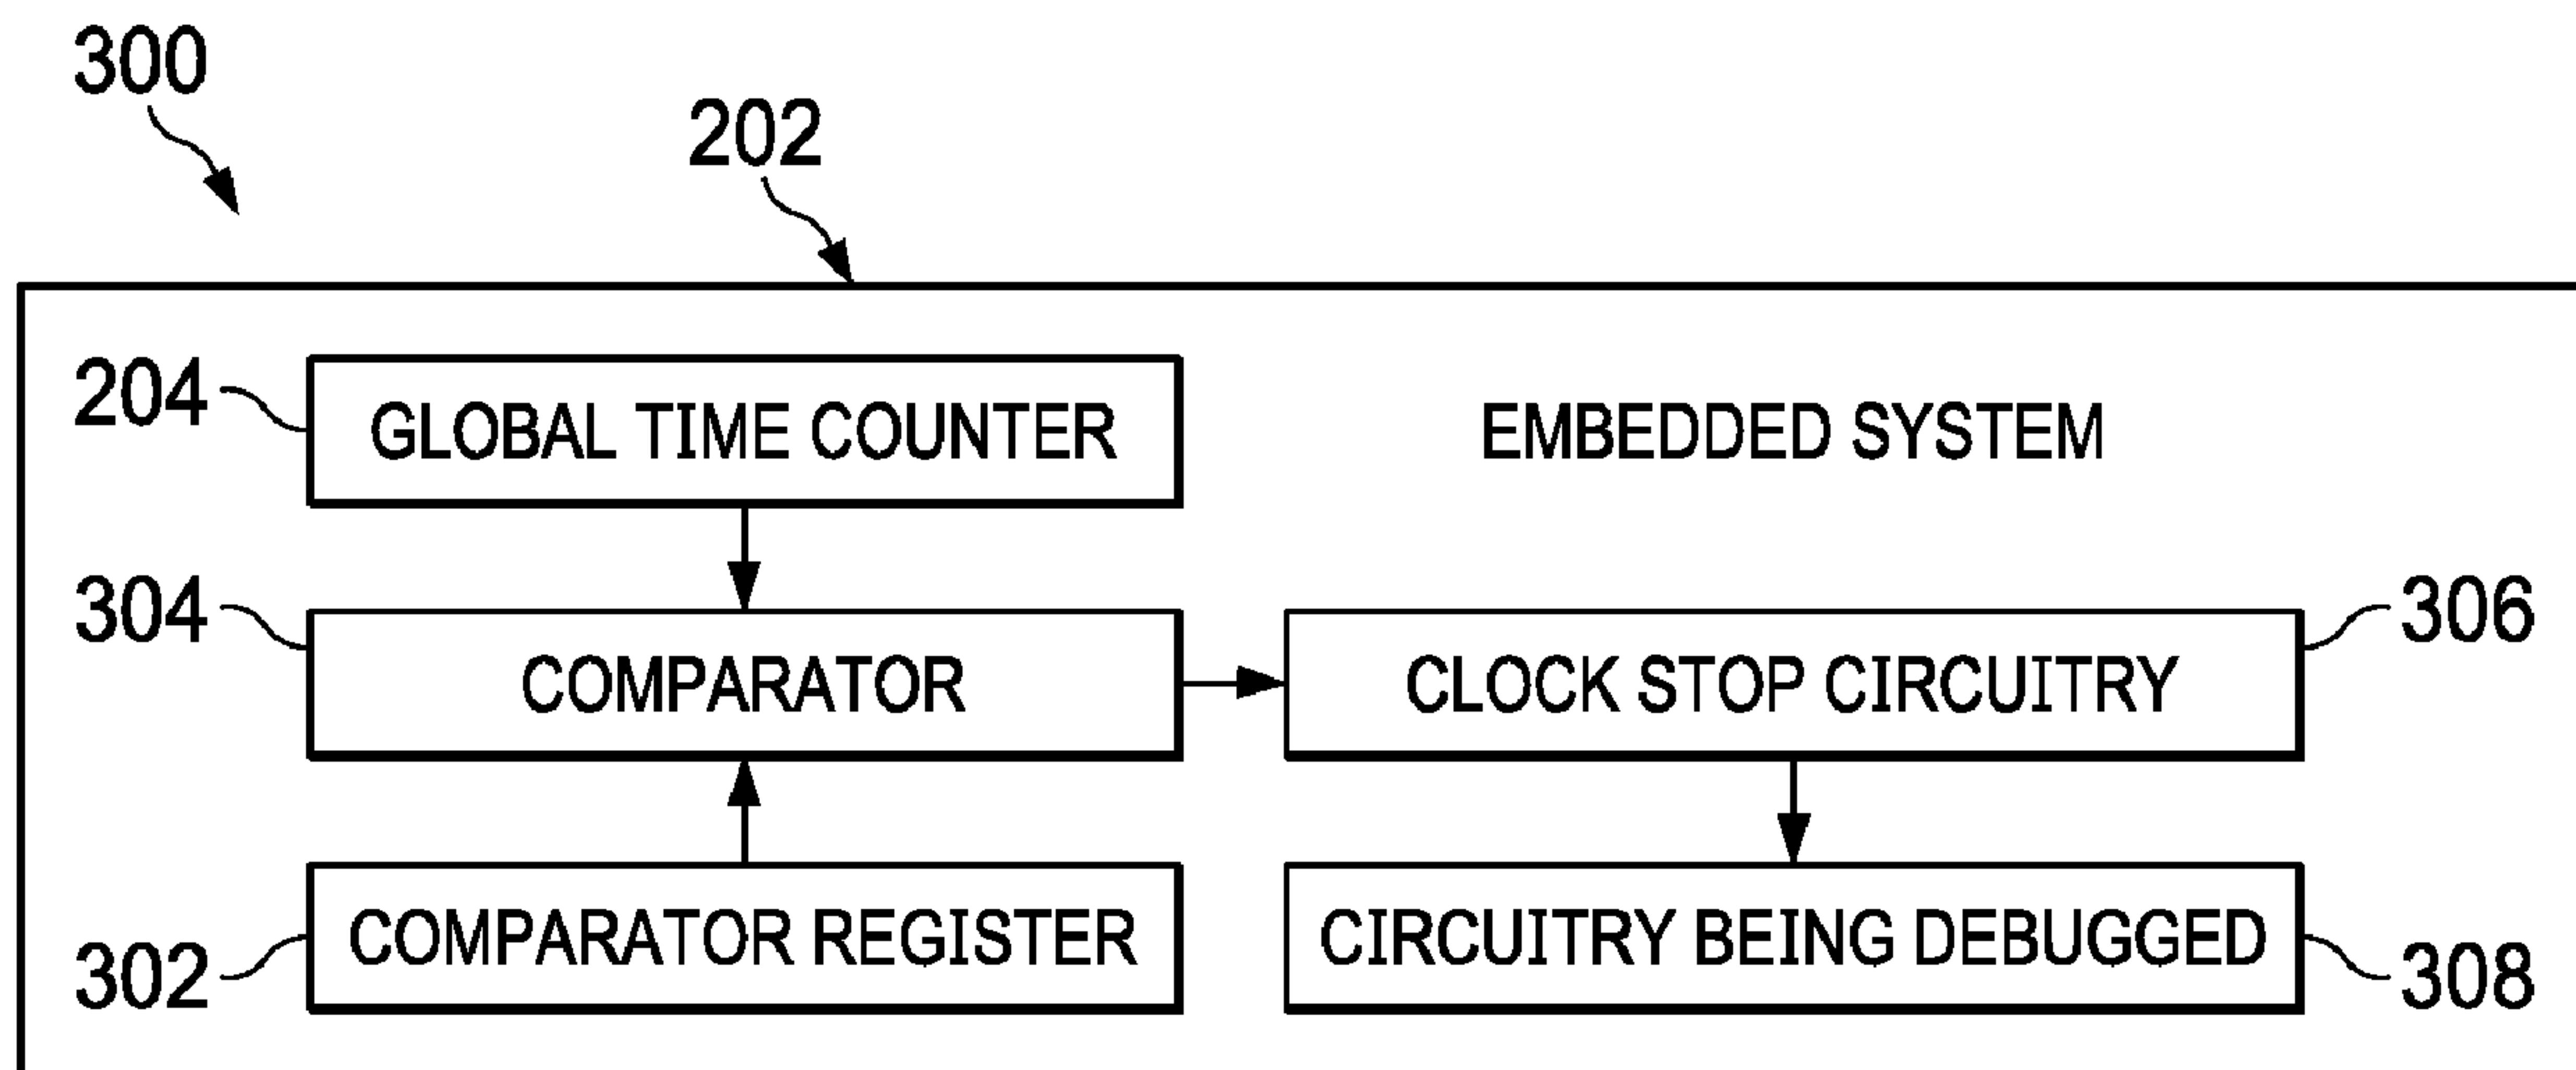 300
202
204 GLOBAL TIME COUNTER EMBEDDED SYSTEM
304 COMPARATOR CLOCK STOP CIRCUITRY 306
302 COMPARATOR REGISTER CIRCUITRY BEING DEBUGGED 308